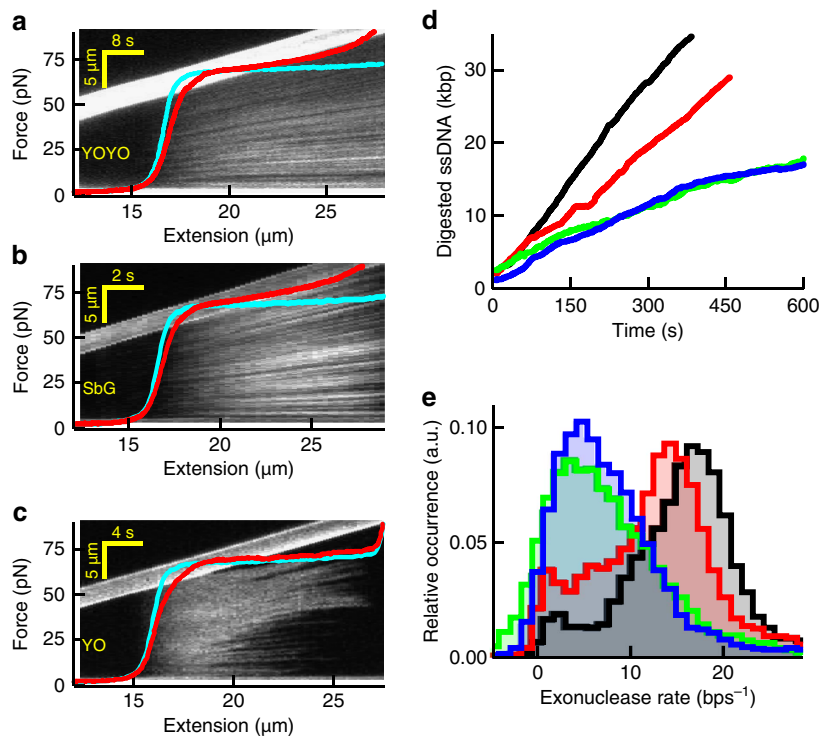 a
8 s
5 µm
YOYO
Force (pN)
75
50
25
0
15 20 25
Extension (µm)
b
2 s
5 µm
SbG
Force (pN)
75
50
25
0
15 20 25
Extension (µm)
c
4 s
5 µm
YO
Force (pN)
75
50
25
0
15 20 25
Extension (µm)
d
Digested ssDNA (kbp)
30
20
10
0
0 150 300 450 600
Time (s)
e
Relative occurrence (a.u.)
0.10
0.05
0.00
0 10 20
Exonuclease rate (bps⁻¹)